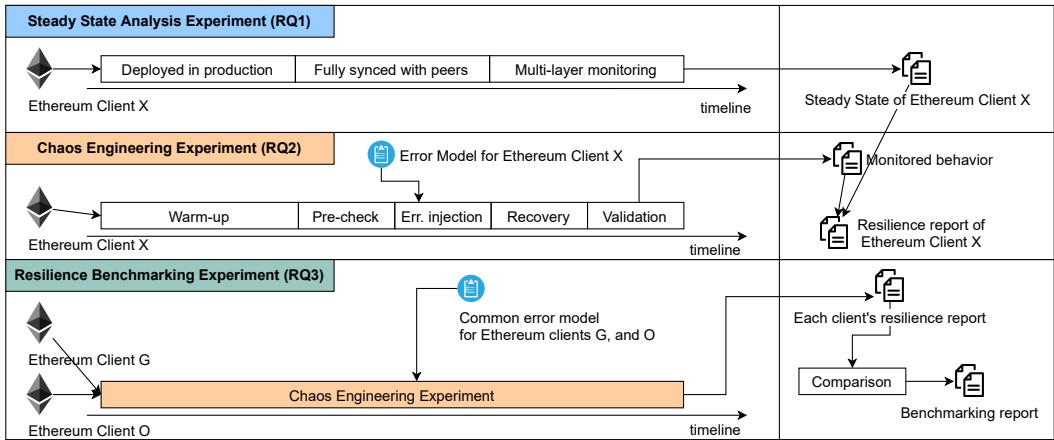 Steady State Analysis Experiment (RQ1)
Deployed in production
Fully synced with peers
Multi-layer monitoring
Ethereum Client X
timeline
Steady State of Ethereum Client X
Chaos Engineering Experiment (RQ2)
Error Model for Ethereum Client X
Monitored behavior
Warm-up
Pre-check
Err. injection
Recovery
Validation
Ethereum Client X
timeline
Resilience report of
Ethereum Client X
Resilience Benchmarking Experiment (RQ3)
Common error model
for Ethereum clients G, and O
Each client's resilience report
Ethereum Client G
Chaos Engineering Experiment
Comparison
Ethereum Client O
timeline
Benchmarking report